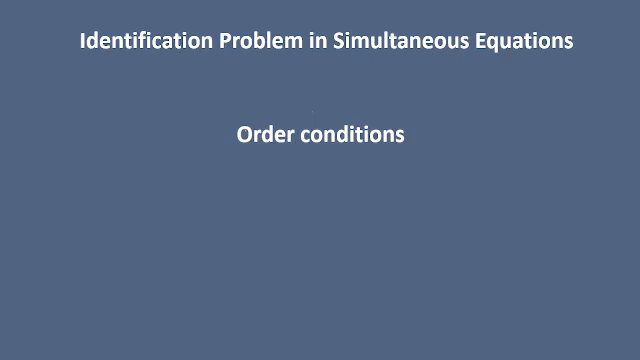 Identification Problem in Simultaneous Equations
Order conditions